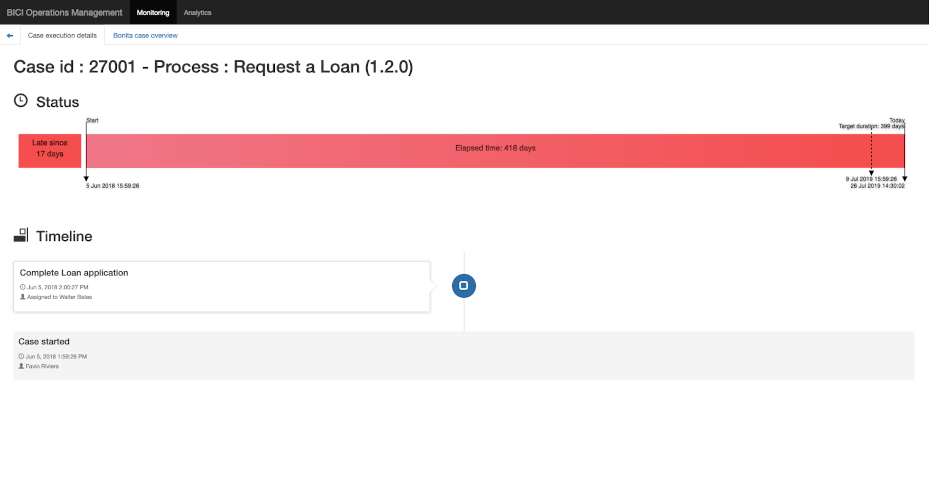 BICI Operations Management Monitoring Analytics
Case execution details Bonita case overview
Case id : 27001 - Process : Request a Loan (1.2.0)
Status
Start
Today
Target duration: 399 days
Late since
17 days
Elapsed time: 416 days
5 Jun 2018 15:59:26
9 Jul 2019 15:59:26
26 Jul 2019 14:30:02
Timeline
Complete Loan application
Jun 5, 2018 2:00:27 PM
Assigned to Walter Bates
Case started
Jun 5, 2018 1:59:26 PM
Favio Riviera